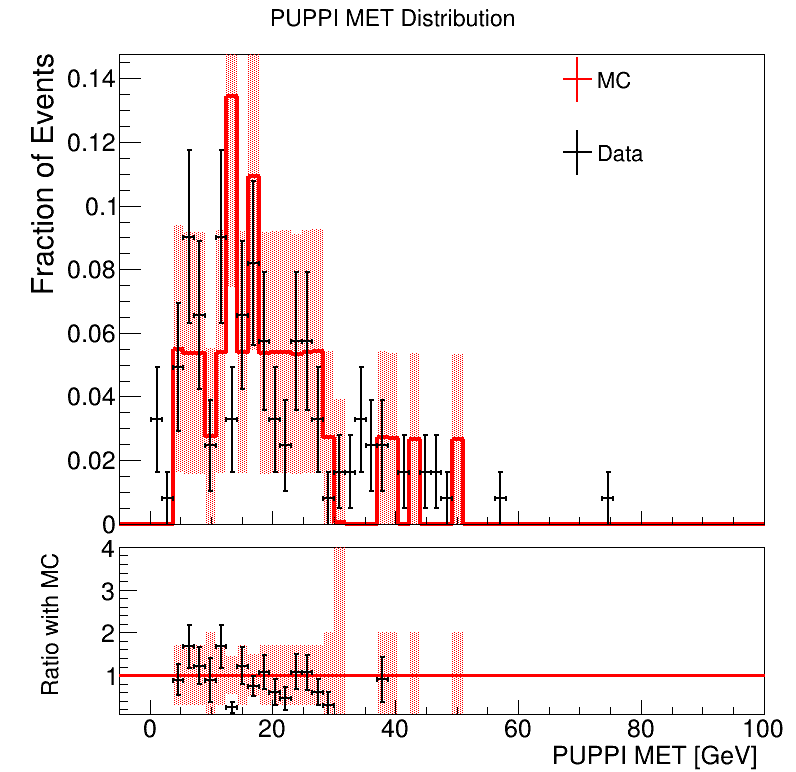 PUPPI MET Distribution
Fraction of Events
0.14
0.12
0.1
0.08
0.06
0.04
0.02
0
MC
Data
Ratio with MC
4
3
2
1
0 20 40 60 80 100
PUPPI MET [GeV]